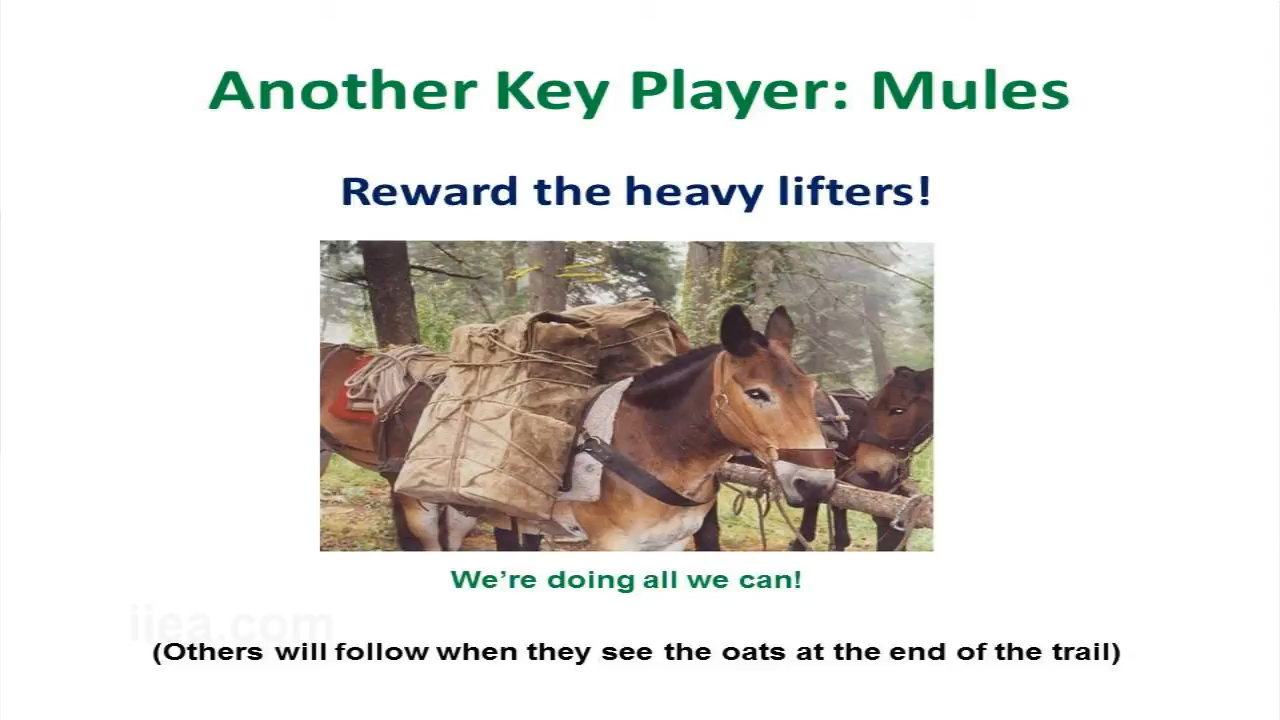 Another Key Player: Mules
Reward the heavy lifters!
We’re doing all we can!
iiea.com
(Others will follow when they see the oats at the end of the trail)